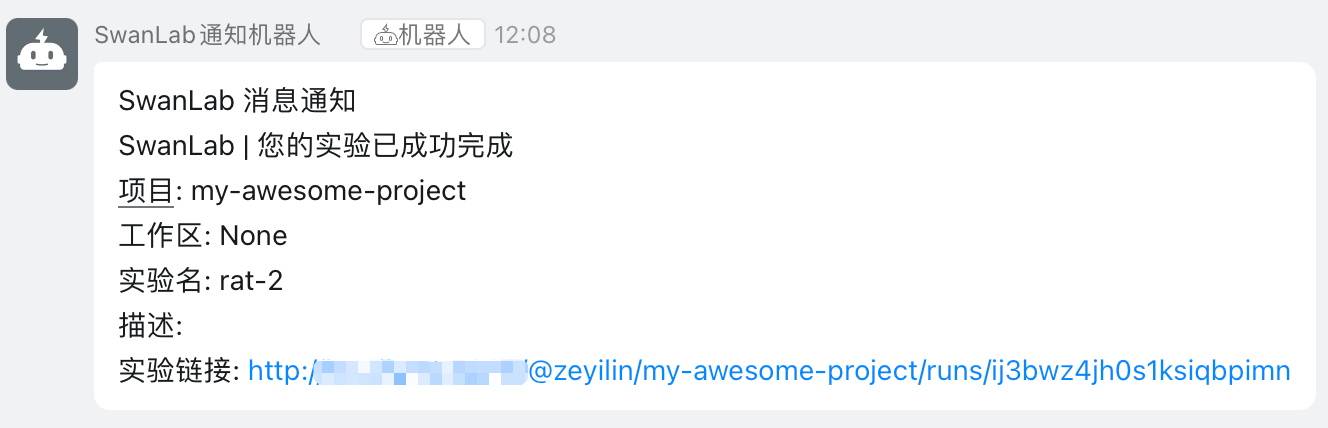 SwanLab通知机器人 机器人 12:08
SwanLab 消息通知
SwanLab | 您的实验已成功完成
项目: my-awesome-project
工作区: None
实验名: rat-2
描述:
实验链接: http:/ @zeyilin/my-awesome-project/runs/ij3bwz4jh0s1ksiqbpimn